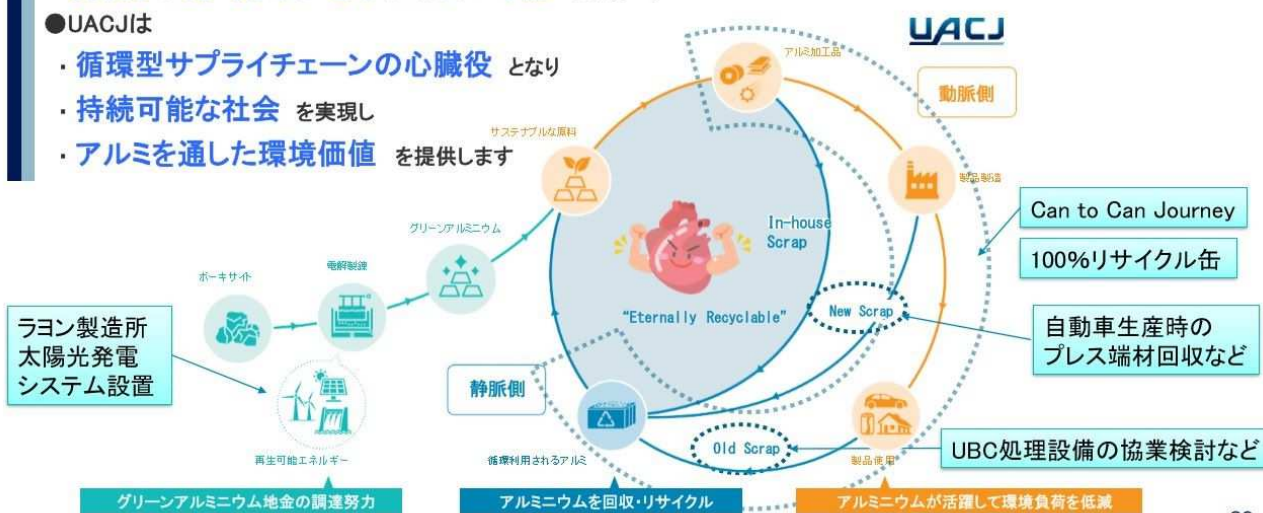 ●UACJは
・循環型サプライチェーンの心臓役 となり
・持続可能な社会 を実現し
・アルミを通した環境価値 を提供します
UACJ
アルミ加工品
動脈側
サステナブルな原料
製品製造
Can to Can Journey
100%リサイクル缶
グリーンアルミニウム
In-house
Scrap
電解製錬
ボーキサイト
"Eternally Recyclable"
New Scrap
自動車生産時の
プレス端材回収など
ラヨン製造所
太陽光発電
システム設置
静脈側
Old Scrap
UBC処理設備の協業検討など
再生可能エネルギー
循環利用されるアルミ
製品使用
グリーンアルミニウム地金の調達努力
アルミニウムを回収・リサイクル
アルミニウムが活躍して環境負荷を低減